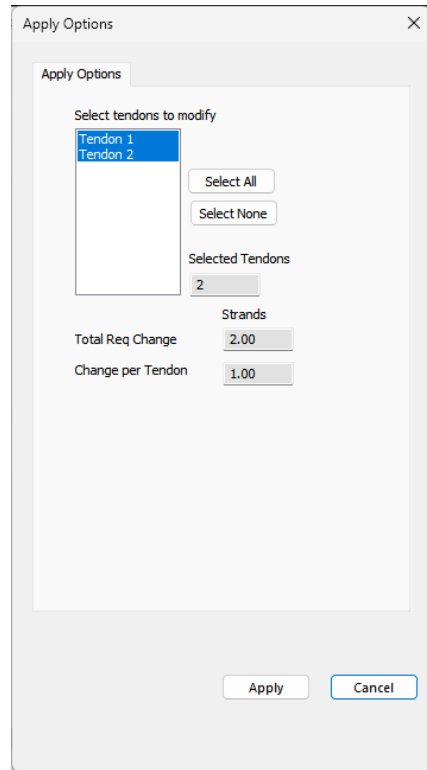 Apply Options
Apply Options
Select tendons to modify
Tendon 1
Tendon 2
Select All
Select None
Selected Tendons
2
Strands
Total Req Change 2.00
Change per Tendon 1.00
Apply Cancel